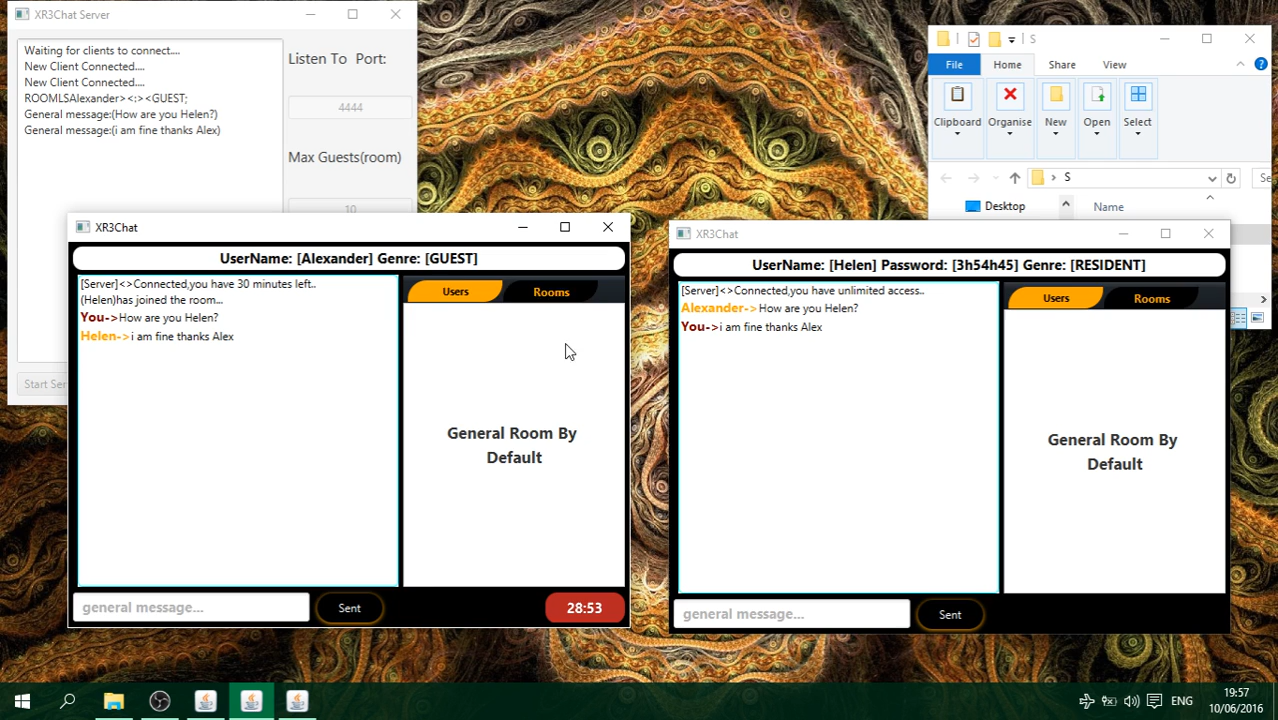 XR3Chat Server
Waiting for clients to connect....
New Client Connected....
New Client Connected....
ROOMLSAlexander><:><GUEST;
General message:(How are you Helen?)
General message:(i am fine thanks Alex)
Listen To Port:
4444
Max Guests(room)
10
Start Ser
S
File
Home
Share
View
Clipboard
Organise
New
Open
Select
S
Se
Desktop
Name
XR3Chat
UserName: [Alexander] Genre: [GUEST]
[Server]<>Connected,you have 30 minutes left..
(Helen)has joined the room...
You->How are you Helen?
Helen->i am fine thanks Alex
Users
Rooms
General Room By
Default
general message...
Sent
28:53
XR3Chat
UserName: [Helen] Password: [3h54h45] Genre: [RESIDENT]
[Server]<>Connected,you have unlimited access..
Alexander->How are you Helen?
You->i am fine thanks Alex
Users
Rooms
General Room By
Default
general message...
Sent
ENG
19:57
10/06/2016